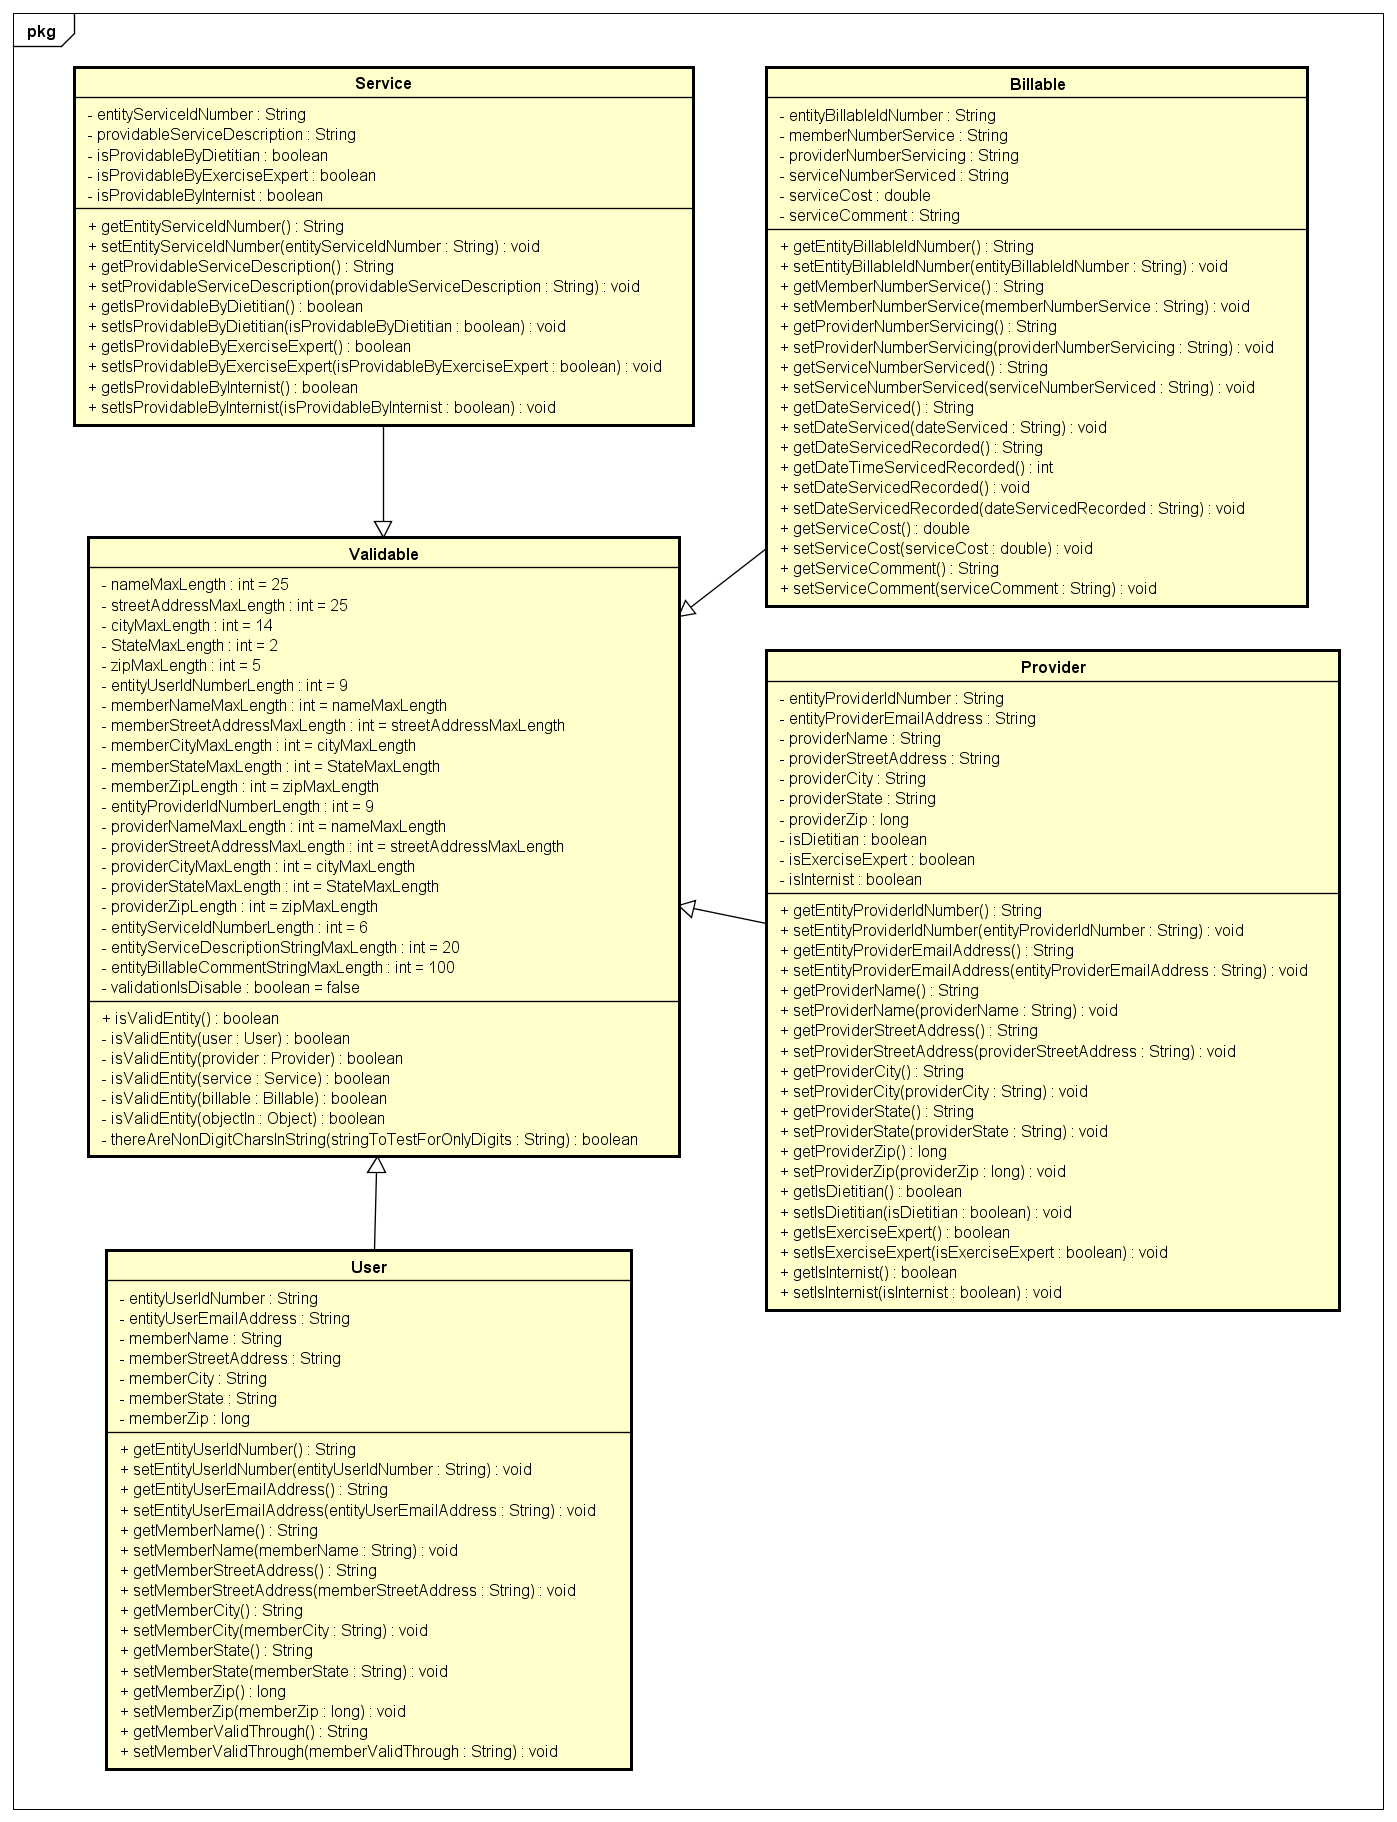 pkg
Service
- entityServiceIdNumber : String
- providableServiceDescription : String
- isProvidableByDietitian : boolean
- isProvidableByExerciseExpert : boolean
- isProvidableByInternist : boolean
+ getEntityServiceIdNumber() : String
+ setEntityServiceIdNumber(entityServiceIdNumber : String) : void
+ getProvidableServiceDescription() : String
+ setProvidableServiceDescription(providableServiceDescription : String) : void
+ getIsProvidableByDietitian() : boolean
+ setIsProvidableByDietitian(isProvidableByDietitian : boolean) : void
+ getIsProvidableByExerciseExpert() : boolean
+ setIsProvidableByExerciseExpert(isProvidableByExerciseExpert : boolean) : void
+ getIsProvidableByInternist() : boolean
+ setIsProvidableByInternist(isProvidableByInternist : boolean) : void
Billable
- entityBillableIdNumber : String
- memberNumberService : String
- providerNumberServicing : String
- serviceNumberServiced : String
- serviceCost : double
- serviceComment : String
+ getEntityBillableIdNumber() : String
+ setEntityBillableIdNumber(entityBillableIdNumber : String) : void
+ getMemberNumberService() : String
+ setMemberNumberService(memberNumberService : String) : void
+ getProviderNumberServicing() : String
+ setProviderNumberServicing(providerNumberServicing : String) : void
+ getServiceNumberServiced() : String
+ setServiceNumberServiced(serviceNumberServiced : String) : void
+ getDateServiced() : String
+ setDateServiced(dateServiced : String) : void
+ getDateServicedRecorded() : String
+ getDateTimeServicedRecorded() : int
+ setDateServicedRecorded() : void
+ setDateServicedRecorded(dateServicedRecorded : String) : void
+ getServiceCost() : double
+ setServiceCost(serviceCost : double) : void
+ getServiceComment() : String
+ setServiceComment(serviceComment : String) : void
Validable
- nameMaxLength : int = 25
- streetAddressMaxLength : int = 25
- cityMaxLength : int = 14
- StateMaxLength : int = 2
- zipMaxLength : int = 5
- entityUserIdNumberLength : int = 9
- memberNameMaxLength : int = nameMaxLength
- memberStreetAddressMaxLength : int = streetAddressMaxLength
- memberCityMaxLength : int = cityMaxLength
- memberStateMaxLength : int = StateMaxLength
- memberZipLength : int = zipMaxLength
- entityProviderIdNumberLength : int = 9
- providerNameMaxLength : int = nameMaxLength
- providerStreetAddressMaxLength : int = streetAddressMaxLength
- providerCityMaxLength : int = cityMaxLength
- providerStateMaxLength : int = StateMaxLength
- providerZipLength : int = zipMaxLength
- entityServiceIdNumberLength : int = 6
- entityServiceDescriptionStringMaxLength : int = 20
- entityBillableCommentStringMaxLength : int = 100
- validationIsDisable : boolean = false
+ isValidEntity() : boolean
- isValidEntity(user : User) : boolean
- isValidEntity(provider : Provider) : boolean
- isValidEntity(service : Service) : boolean
- isValidEntity(billable : Billable) : boolean
- isValidEntity(objectIn : Object) : boolean
- thereAreNonDigitCharsInString(stringToTestForOnlyDigits : String) : boolean
Provider
- entityProviderIdNumber : String
- entityProviderEmailAddress : String
- providerName : String
- providerStreetAddress : String
- providerCity : String
- providerState : String
- providerZip : long
- isDietitian : boolean
- isExerciseExpert : boolean
- isInternist : boolean
+ getEntityProviderIdNumber() : String
+ setEntityProviderIdNumber(entityProviderIdNumber : String) : void
+ getEntityProviderEmailAddress() : String
+ setEntityProviderEmailAddress(entityProviderEmailAddress : String) : void
+ getProviderName() : String
+ setProviderName(providerName : String) : void
+ getProviderStreetAddress() : String
+ setProviderStreetAddress(providerStreetAddress : String) : void
+ getProviderCity() : String
+ setProviderCity(providerCity : String) : void
+ getProviderState() : String
+ setProviderState(providerState : String) : void
+ getProviderZip() : long
+ setProviderZip(providerZip : long) : void
+ getIsDietitian() : boolean
+ setIsDietitian(isDietitian : boolean) : void
+ getIsExerciseExpert() : boolean
+ setIsExerciseExpert(isExerciseExpert : boolean) : void
+ getIsInternist() : boolean
+ setIsInternist(isInternist : boolean) : void
User
- entityUserIdNumber : String
- entityUserEmailAddress : String
- memberName : String
- memberStreetAddress : String
- memberCity : String
- memberState : String
- memberZip : long
+ getEntityUserIdNumber() : String
+ setEntityUserIdNumber(entityUserIdNumber : String) : void
+ getEntityUserEmailAddress() : String
+ setEntityUserEmailAddress(entityUserEmailAddress : String) : void
+ getMemberName() : String
+ setMemberName(memberName : String) : void
+ getMemberStreetAddress() : String
+ setMemberStreetAddress(memberStreetAddress : String) : void
+ getMemberCity() : String
+ setMemberCity(memberCity : String) : void
+ getMemberState() : String
+ setMemberState(memberState : String) : void
+ getMemberZip() : long
+ setMemberZip(memberZip : long) : void
+ getMemberValidThrough() : String
+ setMemberValidThrough(memberValidThrough : String) : void